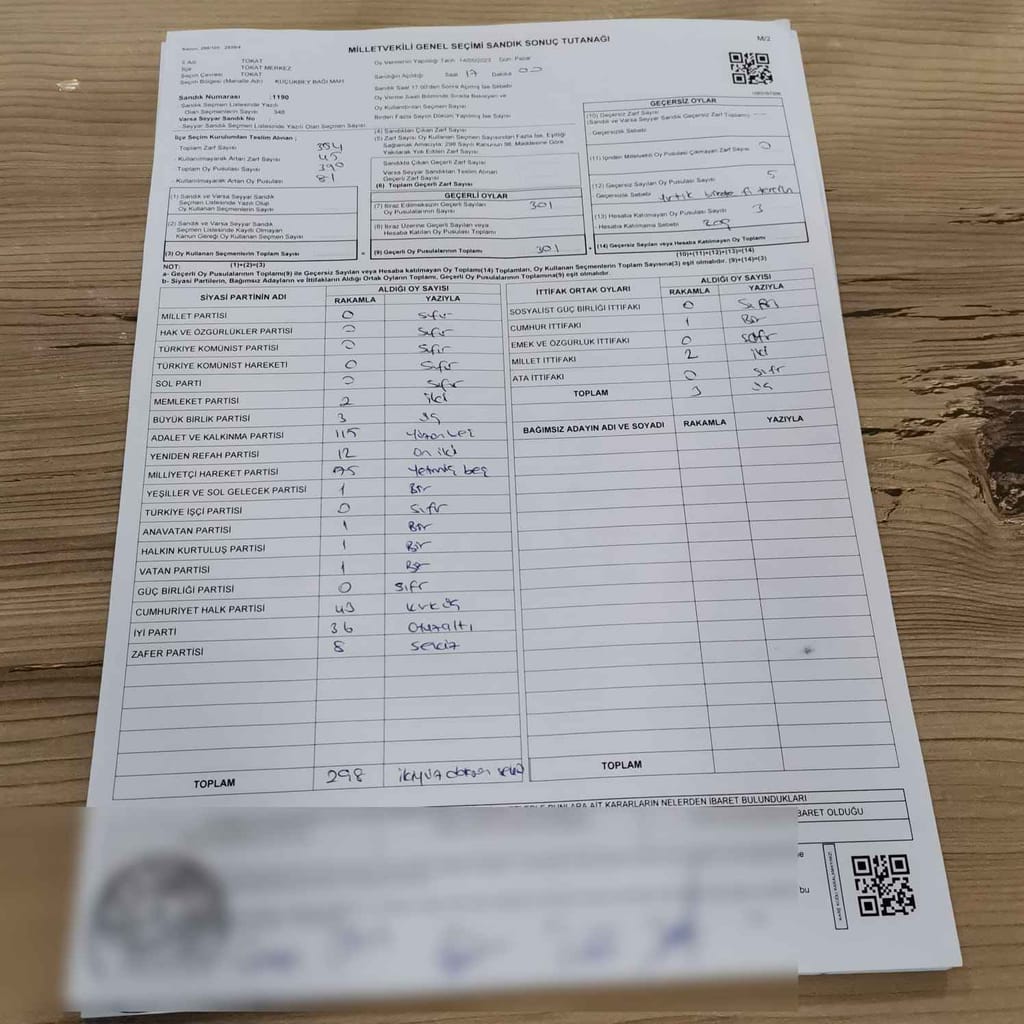 MİLLETVEKİLİ GENEL SEÇİMİ SANDIK SONUÇ TUTANAĞI
M/2
İl Adı : TOKAT
İlçe : TOKAT MERKEZ
Seçim Çevresi : TOKAT
Seçim Bölgesi (Mahalle Adı) : KÜÇÜKBEY BAĞI MAH.
Sandık Numarası : 1190
Sandık Seçmen Listesinde Yazılı
Olan Seçmenlerin Sayısı : 348
Varsa Seyyar Sandık No :
Seyyar Sandık Seçmen Listesinde Yazılı Olan Seçmen Sayısı :
İlçe Seçim Kurulundan Teslim Alınan :
- Toplam Zarf Sayısı 354
- Kullanılmayarak Artan Zarf Sayısı 45
- Toplam Oy Pusulası Sayısı 390
- Kullanılmayarak Artan Oy Pusulası 81
(1) Sandık ve Varsa Seyyar Sandık
Seçmen Listesinde Yazılı Olup
Oy Kullanan Seçmenlerin Sayısı
(2) Sandık ve Varsa Seyyar Sandık
Seçmen Listesinde Kayıtlı Olmayan
Kanun Gereği Oy Kullanan Seçmen Sayısı
(3) Oy Kullanan Seçmenlerin Toplam Sayısı
(1)+(2)=(3)
Oy Vermenin Yapıldığı Tarih : 14/05/2023 Gün: Pazar
Sandığın Açıldığı Saat 17 Dakika 00
Sandık Saat 17:00'den Sonra Açılmış İse Sebebi
Oy Verme Saati Bitiminde Sırada Bekleyen ve
Oy Kullandırılan Seçmen Sayısı
Birden Fazla Sayım Döküm Yapılmış İse Sayısı
(4) Sandıktan Çıkan Zarf Sayısı
(5) Zarf Sayısı Oy Kullanan Seçmen Sayısından Fazla İse, Eşitliği
Sağlamak Amacıyla; 298 Sayılı Kanunun 98. Maddesine Göre
Yakılarak Yok Edilen Zarf Sayısı
Sandıkta Çıkan Geçerli Zarf Sayısı
Varsa Seyyar Sandıktan Teslim Alınan
Geçerli Zarf Sayısı
(6) Toplam Geçerli Zarf Sayısı
GEÇERLİ OYLAR
(7) İtiraz Edilmeksizin Geçerli Sayılan
Oy Pusulalarının Sayısı 301
(8) İtiraz Üzerine Geçerli Sayılan veya
Hesaba Katılan Oy Pusulası Toplamı
(9) Geçerli Oy Pusulalarının Toplamı 301
GEÇERSİZ OYLAR
(10) Geçersiz Zarf Sayısı
(Sandık ve Varsa Seyyar Sandık Geçersiz Zarf Toplamı)
- Geçersizlik Sebebi
(11) İçinden Milletvekili Oy Pusulası Çıkmayan Zarf Sayısı 0
(12) Geçersiz Sayılan Oy Pusulası Sayısı 5
Geçersizlik Sebebi
(13) Hesaba Katılmayan Oy Pusulası Sayısı 3
- Hesaba Katılmama Sebebi
(14) Geçersiz Sayılan veya Hesaba Katılmayan Oy Toplamı
(10)+(11)+(12)+(13)=(14)
NOT:
a- Geçerli Oy Pusulalarının Toplamı(9) ile Geçersiz Sayılan veya Hesaba katılmayan Oy Toplamı(14) Toplamları, Oy Kullanan Seçmenlerin Toplam Sayısına(3) eşit olmalıdır. (9)+(14)=(3)
b- Siyasi Partilerin, Bağımsız Adayların ve İttifakların Aldığı Ortak Oyların Toplamı, Geçerli Oy Pusulalarının Toplamına(9) eşit olmalıdır.
SİYASİ PARTİNİN ADI ALDIĞI OY SAYISI
RAKAMLA YAZIYLA
MİLLET PARTİSİ 0 Sıfır
HAK VE ÖZGÜRLÜKLER PARTİSİ 0 Sıfır
TÜRKİYE KOMÜNİST PARTİSİ 0 Sıfır
TÜRKİYE KOMÜNİST HAREKETİ 0 Sıfır
SOL PARTİ 0 Sıfır
MEMLEKET PARTİSİ 2 iki
BÜYÜK BİRLİK PARTİSİ 3 üç
ADALET VE KALKINMA PARTİSİ 115
YENİDEN REFAH PARTİSİ 12 on iki
MİLLİYETÇİ HAREKET PARTİSİ 75 Yetmiş beş
YEŞİLLER VE SOL GELECEK PARTİSİ 1 Bir
TÜRKİYE İŞÇİ PARTİSİ 0 Sıfır
ANAVATAN PARTİSİ 1 Bir
HALKIN KURTULUŞ PARTİSİ 1 Bir
VATAN PARTİSİ 1 Bir
GÜÇ BİRLİĞİ PARTİSİ 0 Sıfır
CUMHURİYET HALK PARTİSİ 43 kırk üç
İYİ PARTİ 36 Otuzaltı
ZAFER PARTİSİ 8 Sekiz
TOPLAM 298
İTTİFAK ORTAK OYLARI ALDIĞI OY SAYISI
RAKAMLA YAZIYLA
SOSYALİST GÜÇ BİRLİĞİ İTTİFAKI 0 Sıfır
CUMHUR İTTİFAKI 1 Bir
EMEK VE ÖZGÜRLÜK İTTİFAKI 0 Sıfır
MİLLET İTTİFAKI 2 iki
ATA İTTİFAKI 0 Sıfır
TOPLAM 3 üç
BAĞIMSIZ ADAYIN ADI VE SOYADI RAKAMLA YAZIYLA
TOPLAM
BUNLARA AİT KARARLARIN NELERDEN İBARET BULUNDUKLARI
BARET OLDUĞU
bu